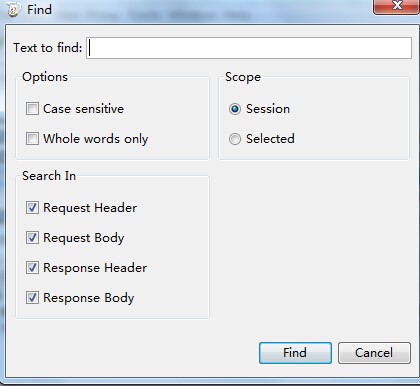 Find
Text to find:
Options
Case sensitive
Whole words only
Scope
Session
Selected
Search In
Request Header
Request Body
Response Header
Response Body
Find
Cancel